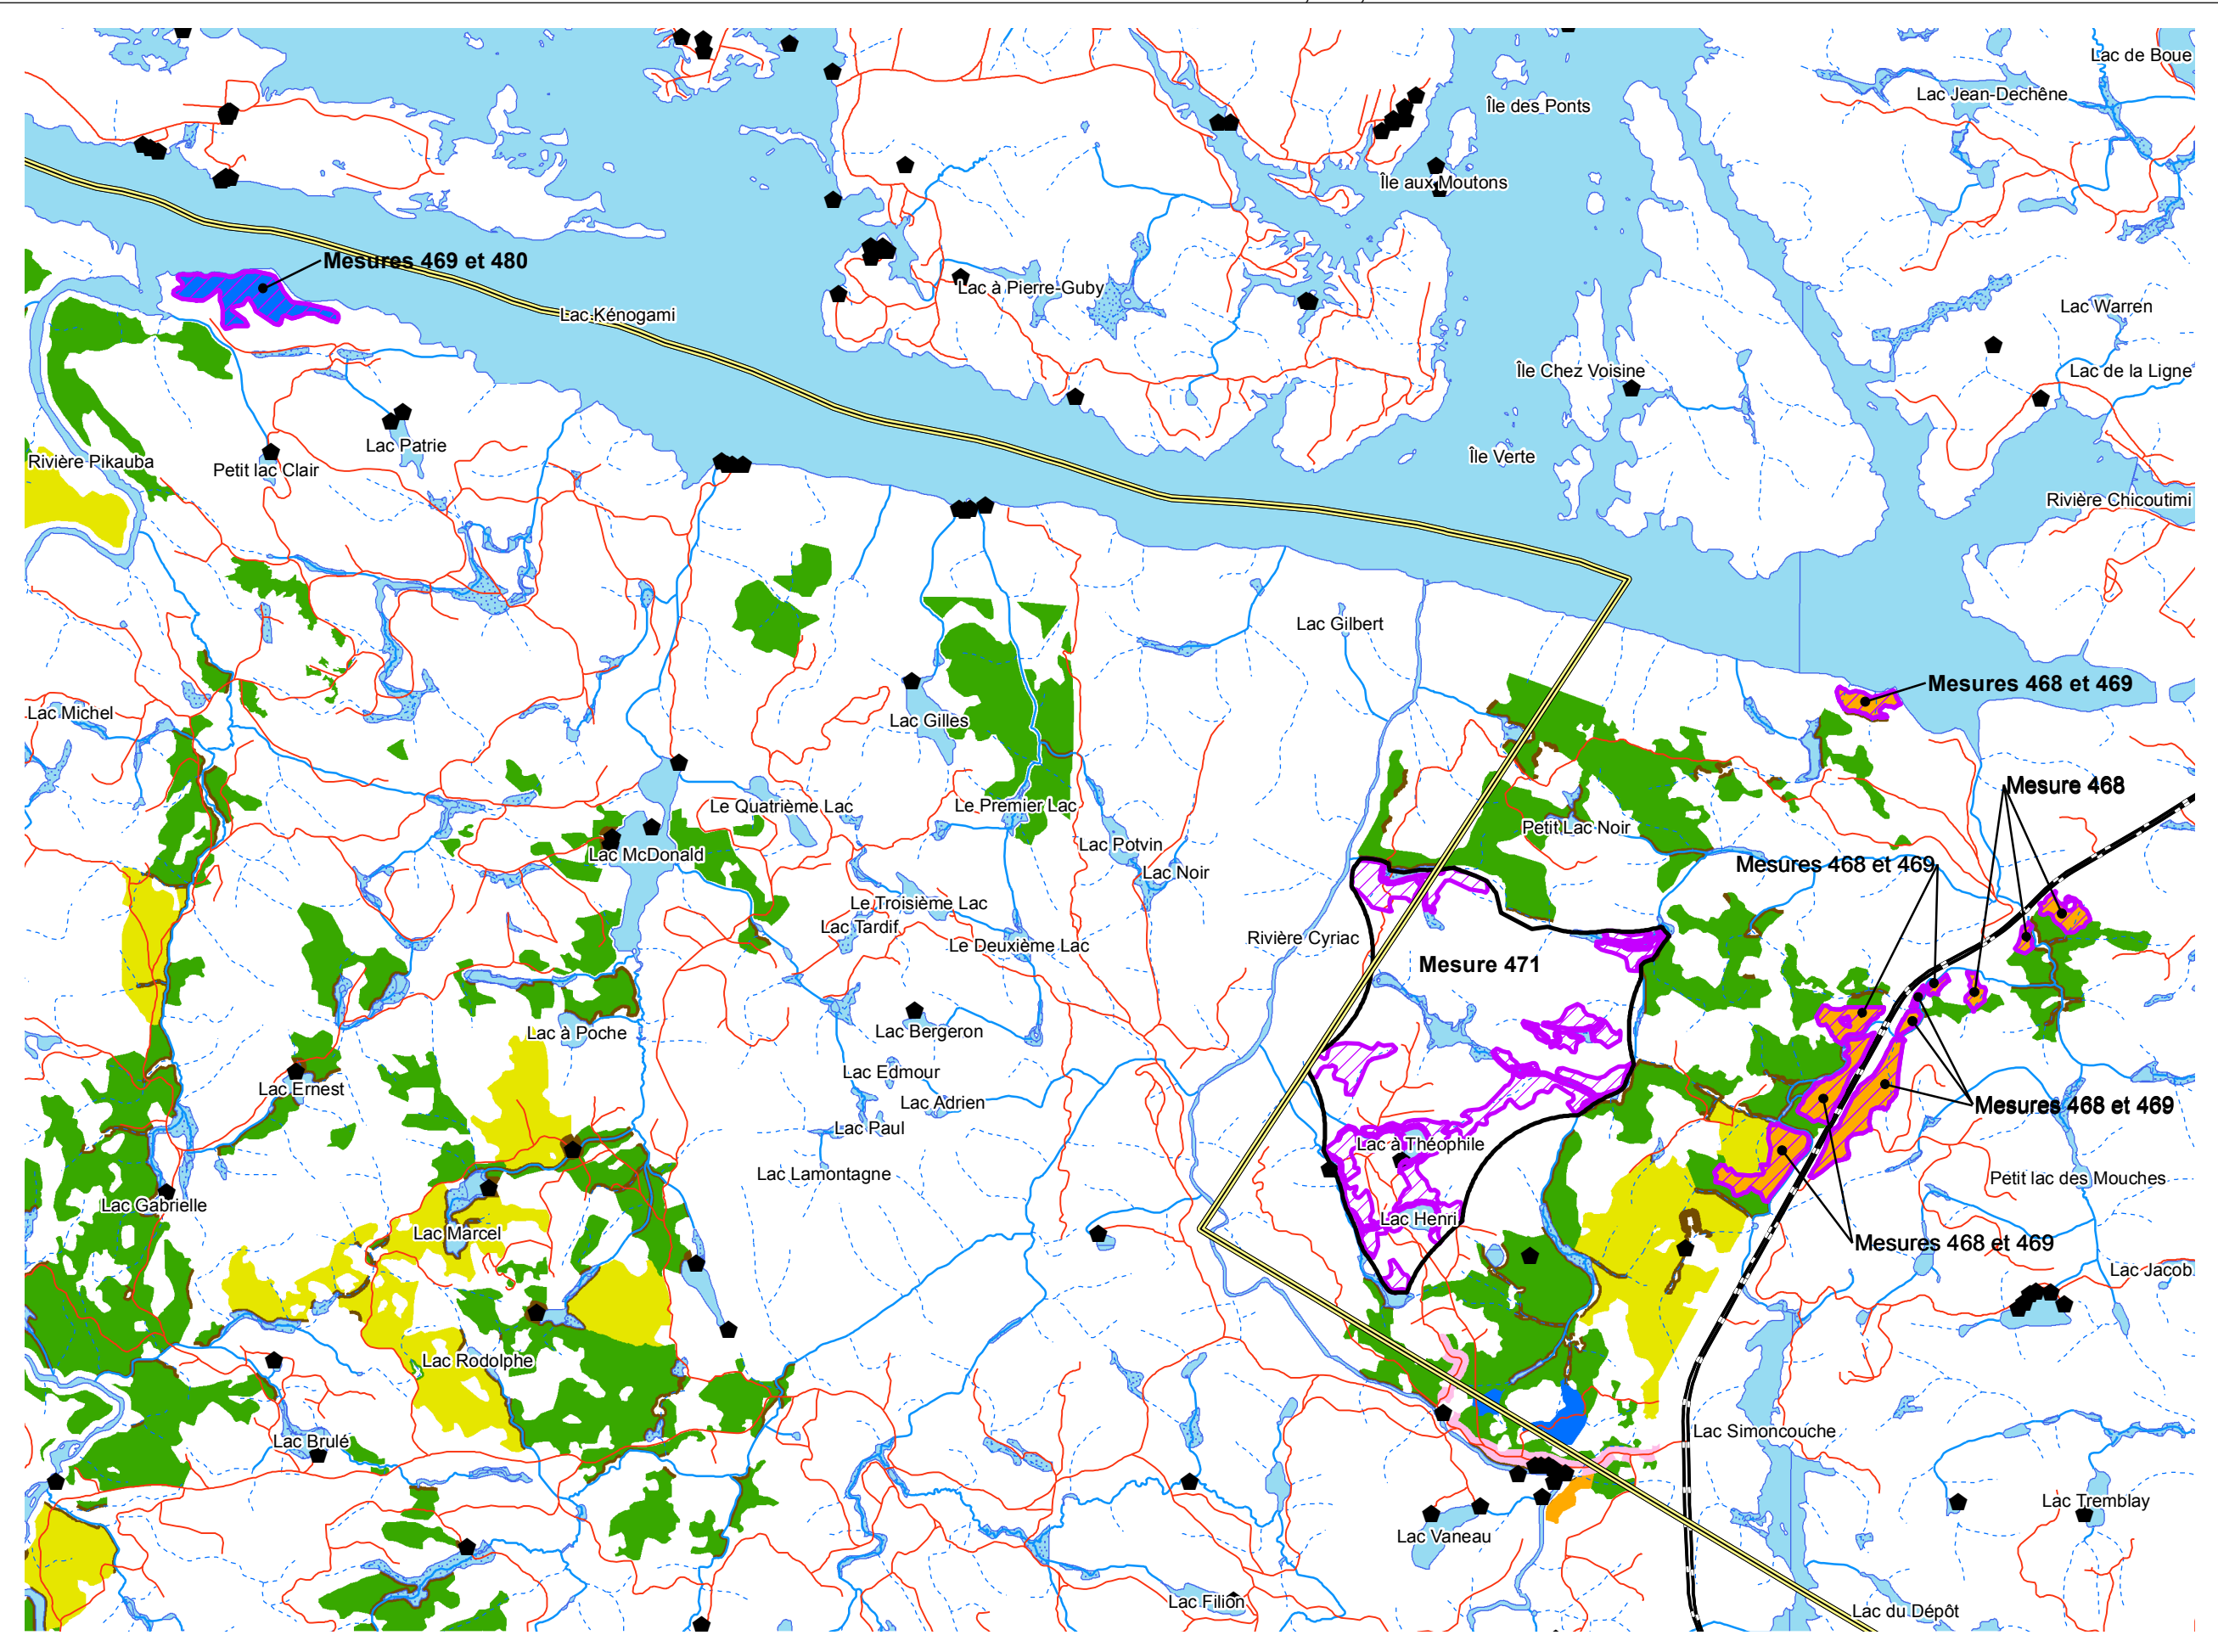 Lac de Boue
Lac Jean-Dechêne
Île des Ponts
Île aux Moutons
Mesures 469 et 480
Lac à Pierre-Guby
Lac Kénogami
Lac Warren
Île Chez Voisine
Lac de la Ligne
Lac Patrie
Île Verte
Rivière Pikauba
Petit lac Clair
Rivière Chicoutimi
Lac Gilbert
Mesures 468 et 469
Lac Michel
Lac Gilles
Mesure 468
Le Quatrième Lac
Le Premier Lac
Petit Lac Noir
Lac Potvin
Lac McDonald
Mesures 468 et 469
Lac Noir
Le Troisième Lac
Lac Tardif
Rivière Cyriac
Le Deuxième Lac
Mesure 471
Lac à Poche
Lac Bergeron
Lac Edmour
Lac Ernest
Lac Adrien
Mesures 468 et 469
Lac Paul
Lac à Théophile
Lac Lamontagne
Petit lac des Mouches
Lac Gabrielle
Lac Henri
Lac Marcel
Mesures 468 et 469
Lac Jacob
Lac Rodolphe
Lac Simoncouche
Lac Brulé
Lac Tremblay
Lac Vaneau
Lac Filion
Lac du Dépôt